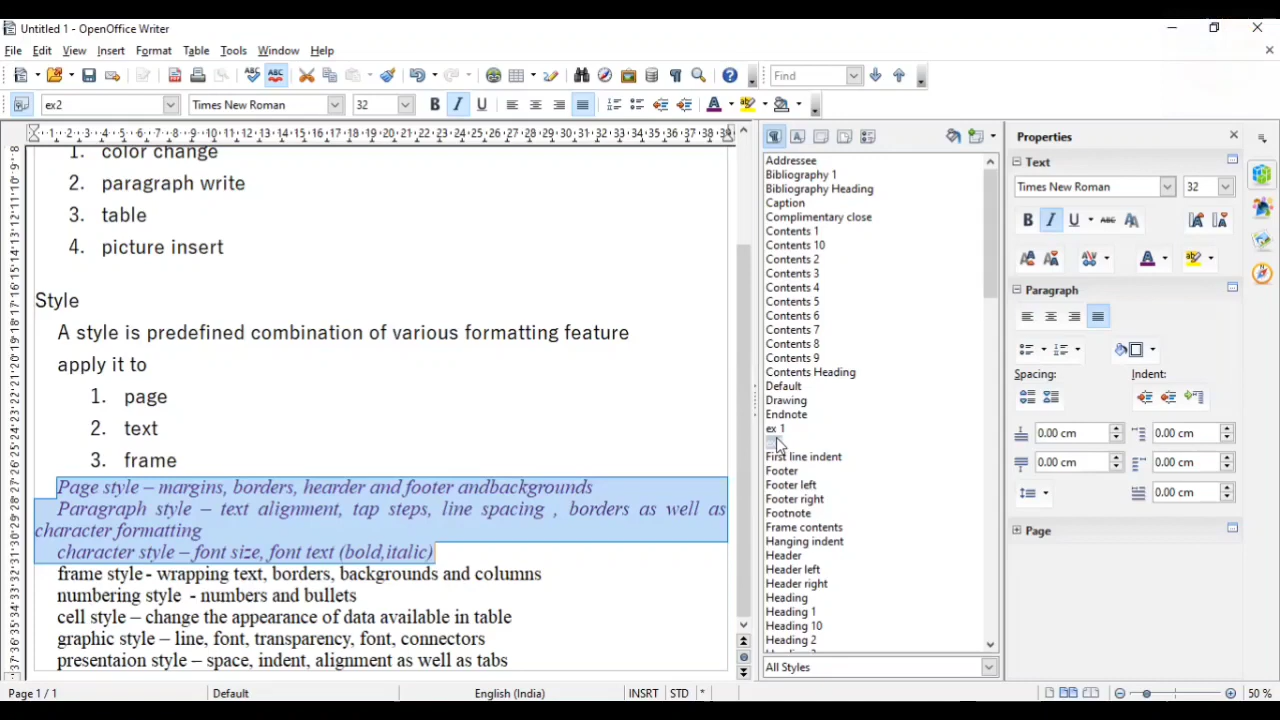 Untitled 1 - OpenOffice Writer
File Edit View Insert Format Table Tools Window Help
Find
ex2 Times New Roman 32
1. color change
2. paragraph write
3. table
4. picture insert
Style
A style is predefined combination of various formatting feature
apply it to
1. page
2. text
3. frame
Page style – margins, borders, hearder and footer andbackgrounds
Paragraph style – text alignment, tap steps, line spacing , borders as well as
character formatting
character style – font size, font text (bold,italic)
frame style - wrapping text, borders, backgrounds and columns
numbering style - numbers and bullets
cell style – change the appearance of data available in table
graphic style – line, font, transparency, font, connectors
presentaion style – space, indent, alignment as well as tabs
Addressee
Bibliography 1
Bibliography Heading
Caption
Complimentary close
Contents 1
Contents 10
Contents 2
Contents 3
Contents 4
Contents 5
Contents 6
Contents 7
Contents 8
Contents 9
Contents Heading
Default
Drawing
Endnote
ex 1
First line indent
Footer
Footer left
Footer right
Footnote
Frame contents
Hanging indent
Header
Header left
Header right
Heading
Heading 1
Heading 10
Heading 2
All Styles
Properties
Text
Times New Roman 32
Paragraph
Spacing: Indent:
0.00 cm 0.00 cm
0.00 cm 0.00 cm
0.00 cm
Page
Page 1 / 1 Default English (India) INSRT STD * 50 %